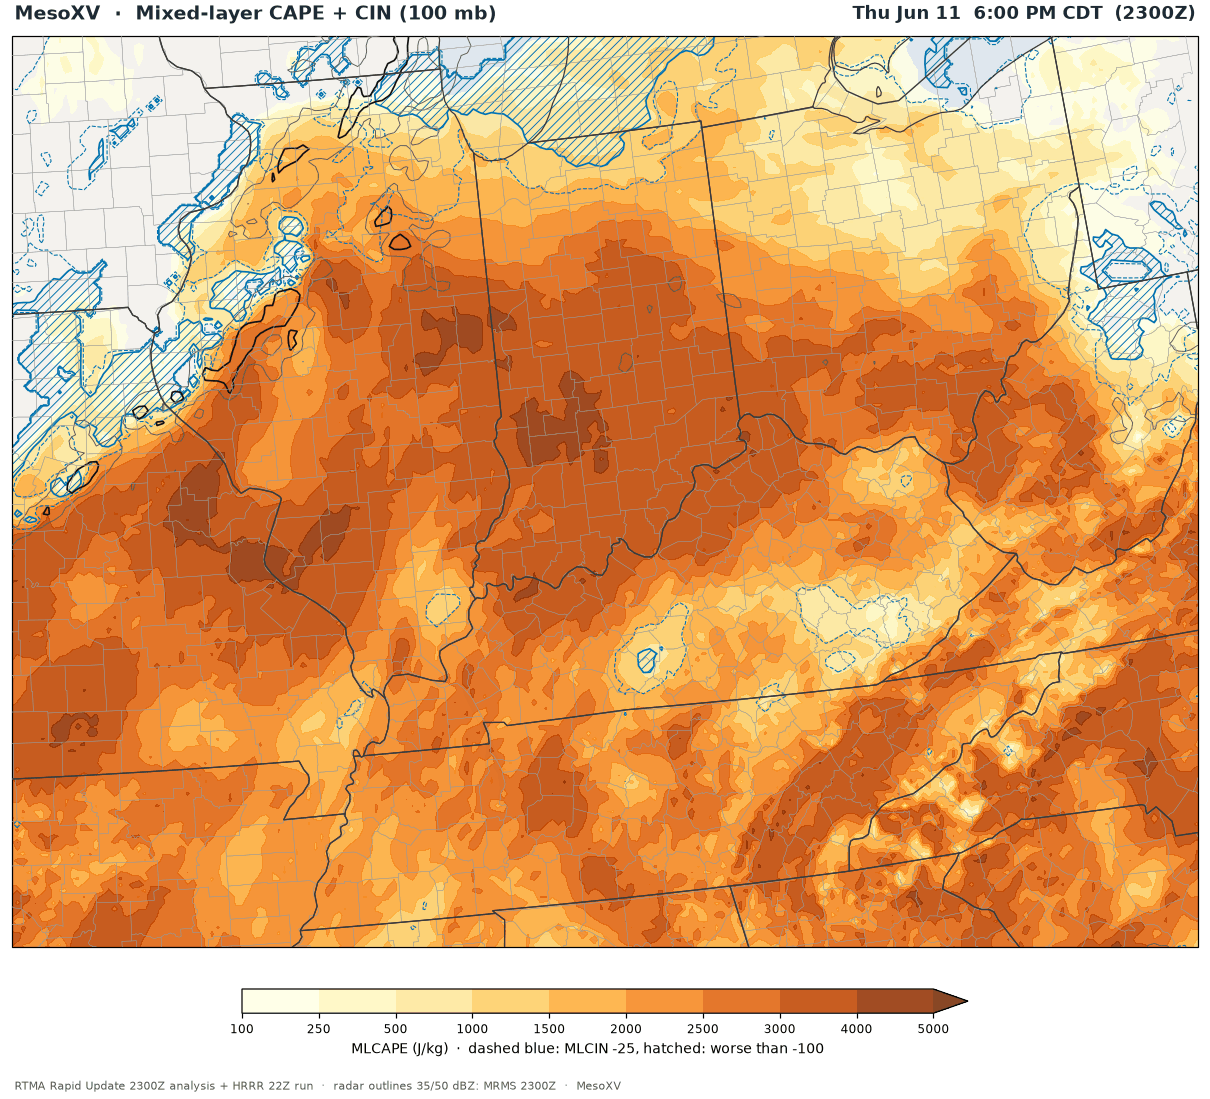 MesoXV · Mixed-layer CAPE + CIN (100 mb)
Thu Jun 11 6:00 PM CDT (2300Z)
100 250 500 1000 1500 2000 2500 3000 4000 5000
MLCAPE (J/kg) · dashed blue: MLCIN -25, hatched: worse than -100
RTMA Rapid Update 2300Z analysis + HRRR 22Z run · radar outlines 35/50 dBZ: MRMS 2300Z · MesoXV